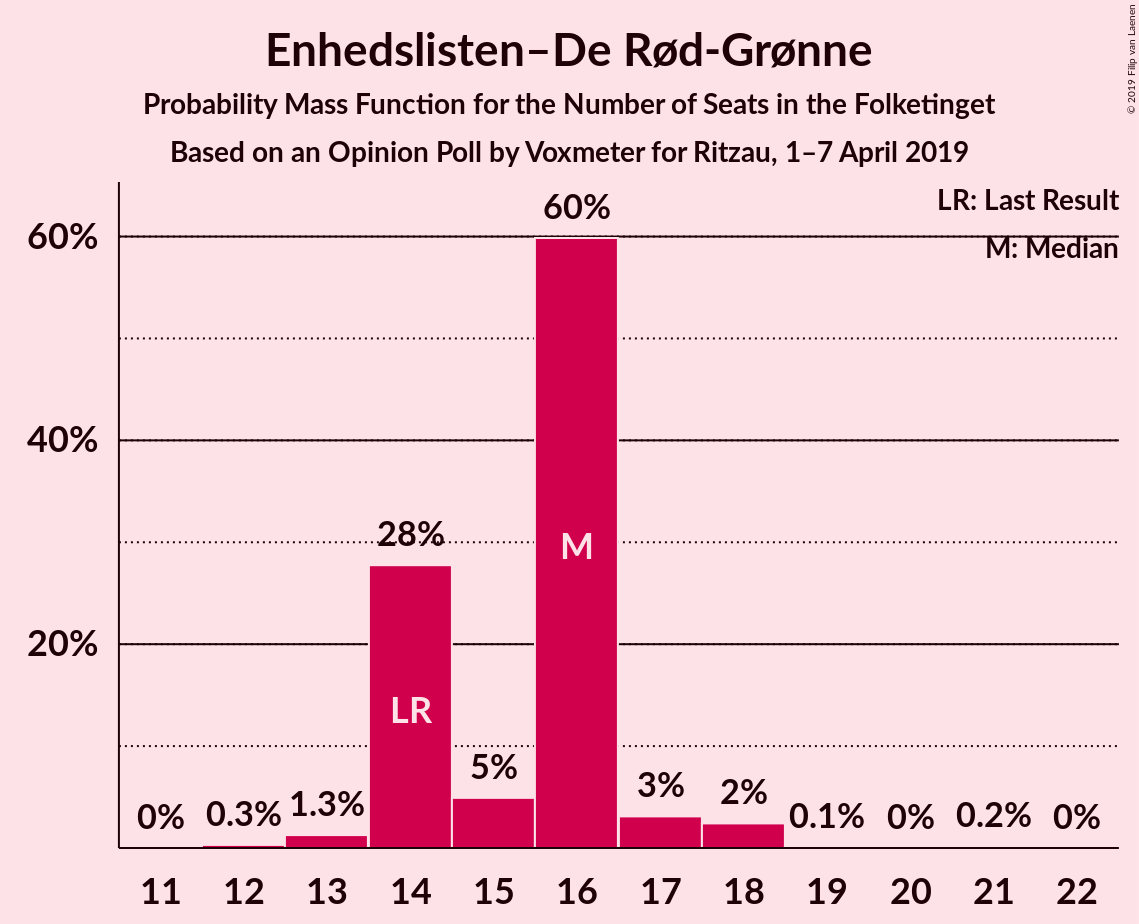 Enhedslisten–De Rød-Grønne
Probability Mass Function for the Number of Seats in the Folketinget
Based on an Opinion Poll by Voxmeter for Ritzau, 1–7 April 2019
© 2019 Filip van Laenen
LR: Last Result
M: Median
60%
40%
20%
0%
0.3%
1.3%
28%
5%
60%
3%
2%
0.1%
0%
0.2%
0%
LR
M
11 12 13 14 15 16 17 18 19 20 21 22